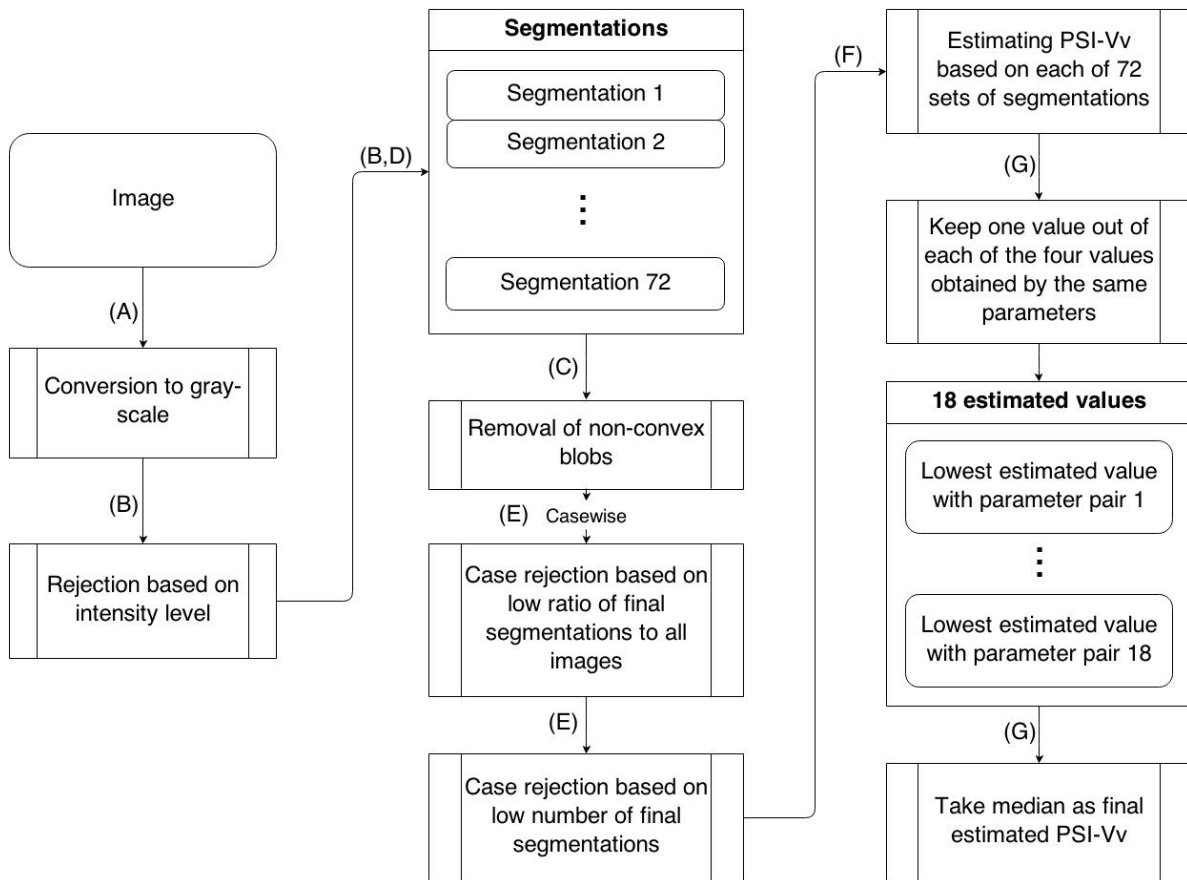 Image
(A)
Conversion to gray-
scale
(B)
Rejection based on
intensity level
(B,D)
Segmentations
Segmentation 1
Segmentation 2
⋮
Segmentation 72
(C)
Removal of non-convex
blobs
(E) Casewise
Case rejection based on
low ratio of final
segmentations to all
images
(E)
Case rejection based on
low number of final
segmentations
(F)
Estimating PSI-Vv
based on each of 72
sets of segmentations
(G)
Keep one value out of
each of the four values
obtained by the same
parameters
18 estimated values
Lowest estimated value
with parameter pair 1
⋮
Lowest estimated value
with parameter pair 18
(G)
Take median as final
estimated PSI-Vv